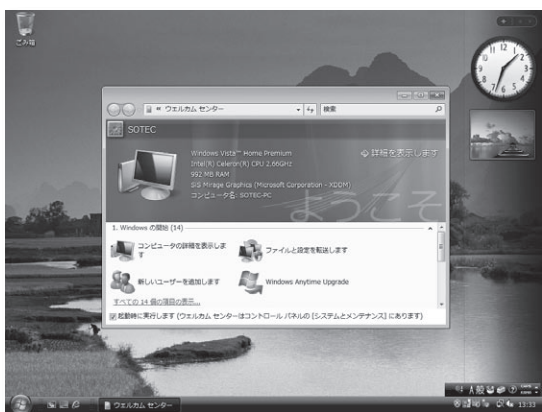 ごみ箱
ウェルカム センター
検索
SOTEC
Windows Vista™ Home Premium
詳細を表示します
Intel(R) Celeron(R) CPU 2.66GHz
992 MB RAM
SiS Mirage Graphics (Microsoft Corporation - XDDM)
コンピュータ名: SOTEC-PC
ようこそ
1. Windows の開始 (14)
コンピュータの詳細を表示しま
す
ファイルと設定を転送します
新しいユーザーを追加します
Windows Anytime Upgrade
すべての 14 個の項目の表示...
起動時に実行します (ウェルカム センターはコントロール パネルの [システムとメンテナンス] にあります)
A 般
ウェルカム センター
13:33